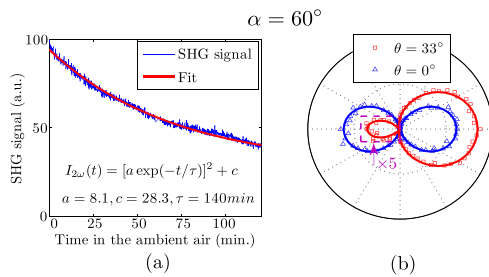 α = 60°
SHG signal (a.u.)
100
50
0
SHG signal
Fit
I₂ω(t) = [a exp(−t/τ)]² + c
a = 8.1, c = 28.3, τ = 140min
0 25 50 75 100
Time in the ambient air (min.)
(a)
θ = 33°
θ = 0°
×5
(b)